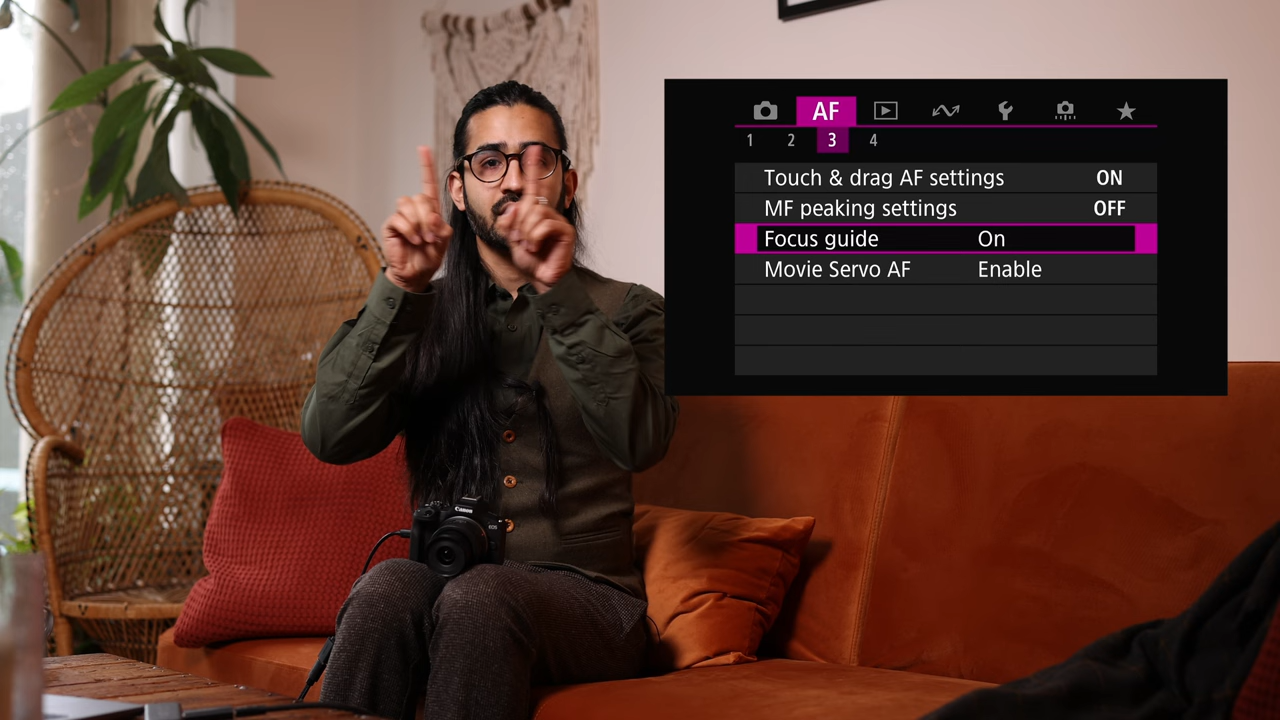 AF
1 2 3 4
Touch & drag AF settings ON
MF peaking settings OFF
Focus guide On
Movie Servo AF Enable
Canon
EOS